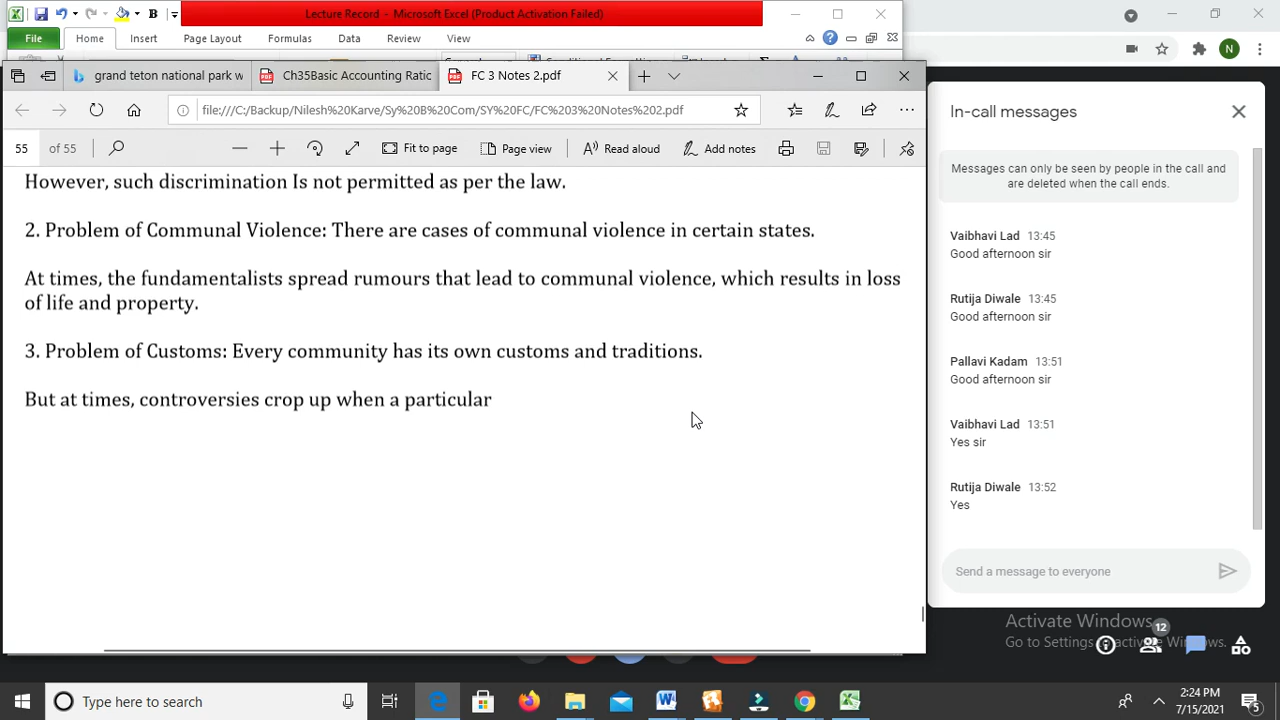 Lecture Record - Microsoft Excel (Product Activation Failed)
File Home Insert Page Layout Formulas Data Review View
grand teton national park w
Ch35Basic Accounting Ratic
FC 3 Notes 2.pdf
file:///C:/Backup/Nilesh%20Karve/Sy%20B%20Com/SY%20FC/FC%203%20Notes%202.pdf
N
55 of 55 Fit to page Page view Read aloud Add notes
However, such discrimination Is not permitted as per the law.
2. Problem of Communal Violence: There are cases of communal violence in certain states.
At times, the fundamentalists spread rumours that lead to communal violence, which results in loss
of life and property.
3. Problem of Customs: Every community has its own customs and traditions.
But at times, controversies crop up when a particular
In-call messages
Messages can only be seen by people in the call and
are deleted when the call ends.
Vaibhavi Lad 13:45
Good afternoon sir
Rutija Diwale 13:45
Good afternoon sir
Pallavi Kadam 13:51
Good afternoon sir
Vaibhavi Lad 13:51
Yes sir
Rutija Diwale 13:52
Yes
Send a message to everyone
Activate Windows
Go to Settings to activate Windows.
12
Type here to search
2:24 PM
7/15/2021
5